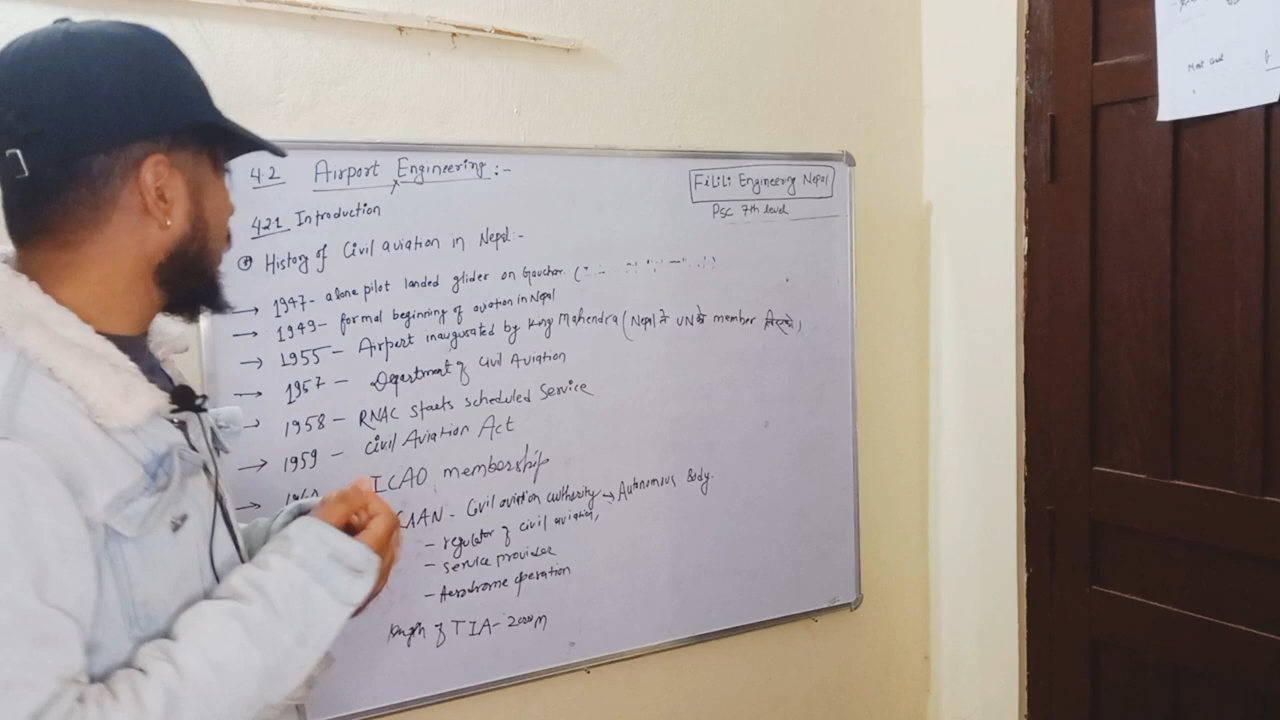 4.2 Airport Engineering :-
FiLiLi Engineering Nepal
PSC 7th level
4.2.1 Introduction
History of Civil aviation in Nepal:-
→ 1947- alone pilot landed glider on Gauchar. (
→ 1949- formal beginning of aviation in Nepal
→ 1955 - Airport inaugurated by King Mahendra (Nepal ले UN को member
→ 1957 - Department of Civil Aviation
1958 - RNAC starts scheduled Service
→ 1959 - Civil Aviation Act
→ ICAO membership
CAAN - Civil aviation authority → Autonomous Body.
- regulator of civil aviation,
- service provider
- Aerodrome operation
length of TIA-
Most Good